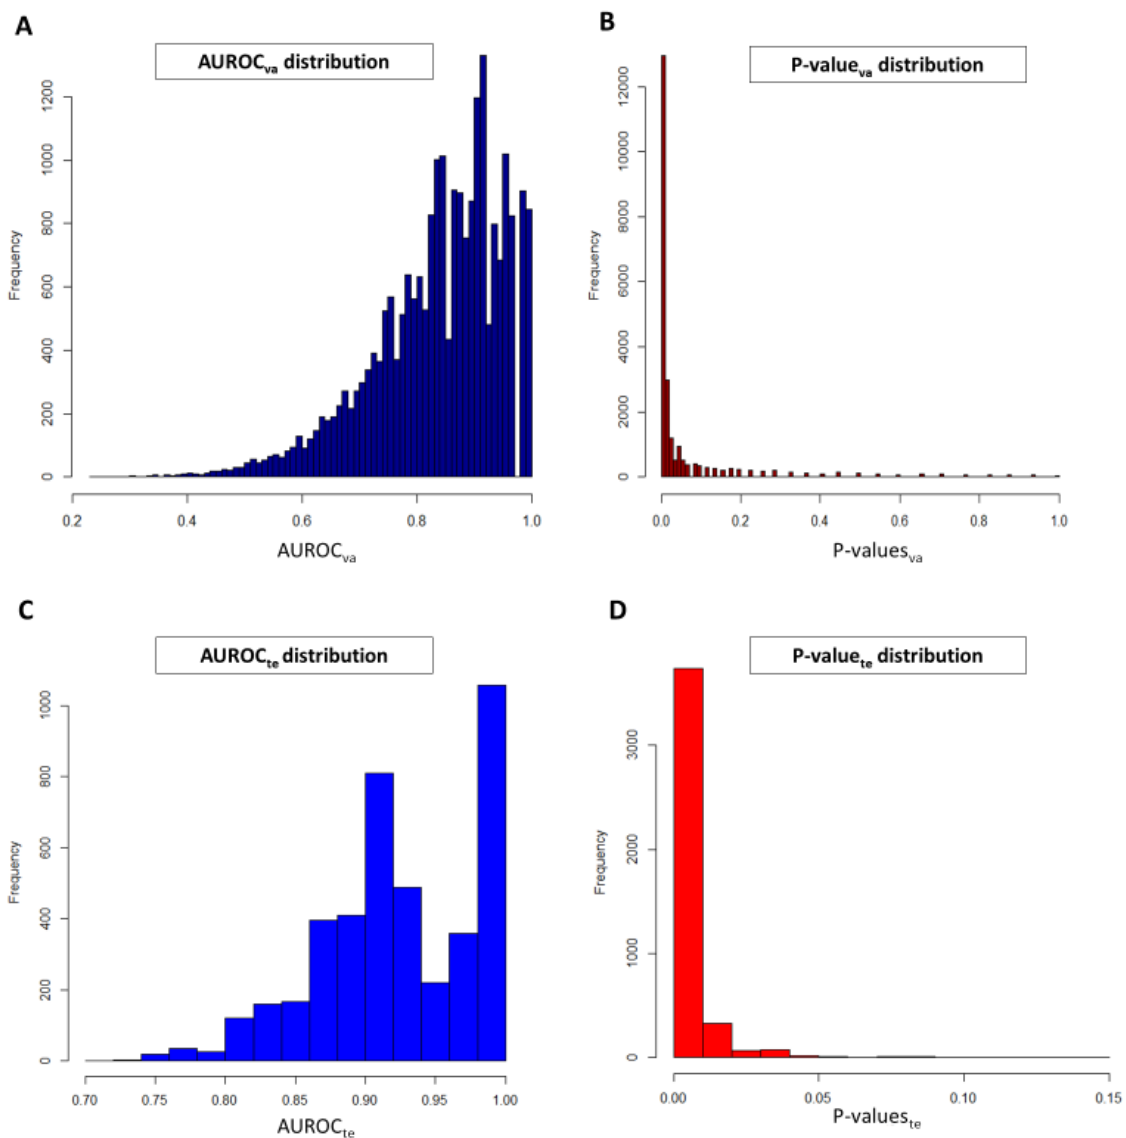 A
AUROCva distribution
Frequency
0
200
400
600
800
1000
1200
0.2
0.4
0.6
0.8
1.0
AUROCva
B
P-valueva distribution
Frequency
0
2000
4000
6000
8000
10000
12000
0.0
0.2
0.4
0.6
0.8
1.0
P-valuesva
C
AUROCte distribution
Frequency
0
200
400
600
800
1000
0.70
0.75
0.80
0.85
0.90
0.95
1.00
AUROCte
D
P-valuete distribution
Frequency
0
1000
2000
3000
0.00
0.05
0.10
0.15
P-valueste